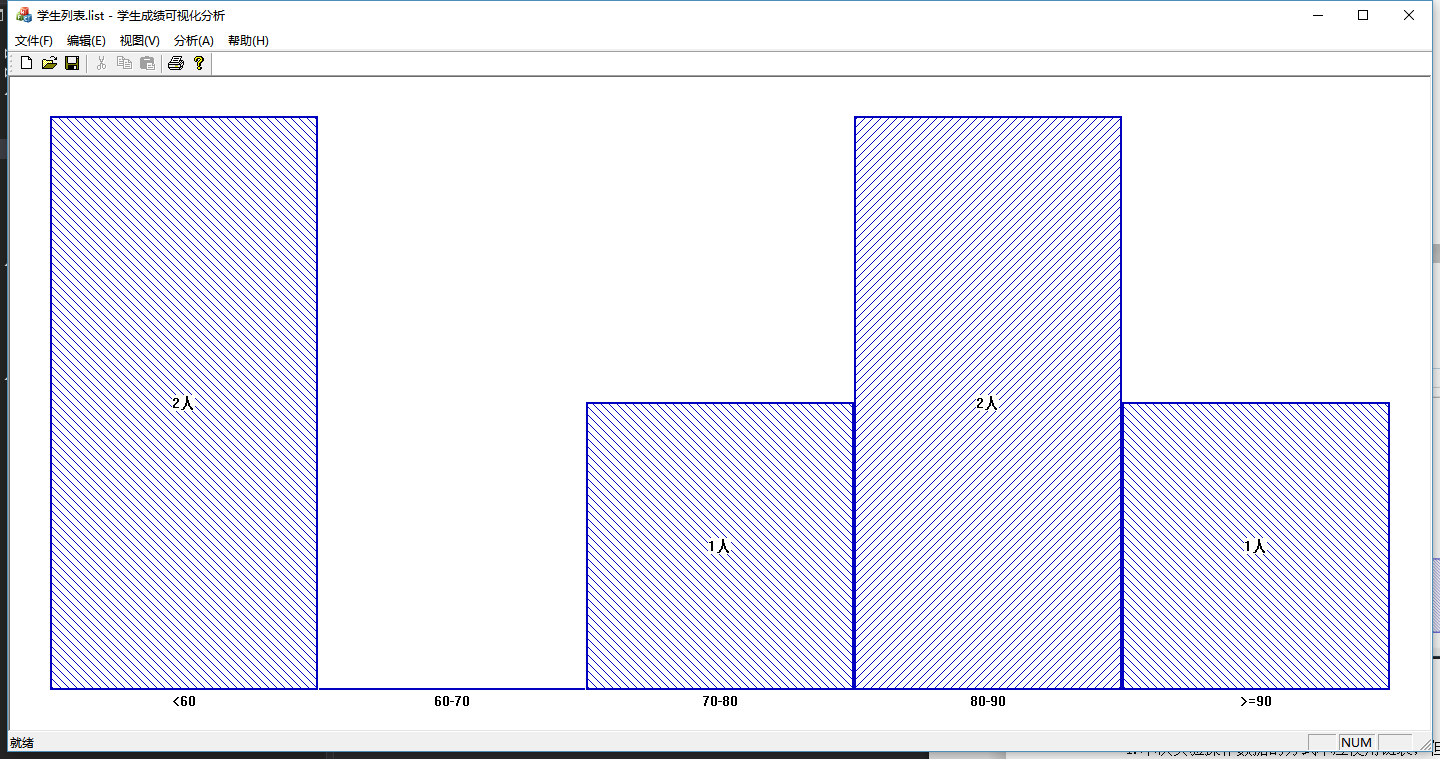 学生列表.list - 学生成绩可视化分析
文件(F) 编辑(E) 视图(V) 分析(A) 帮助(H)
2人
2人
1人
1人
<60 60-70 70-80 80-90 >=90
就绪 NUM